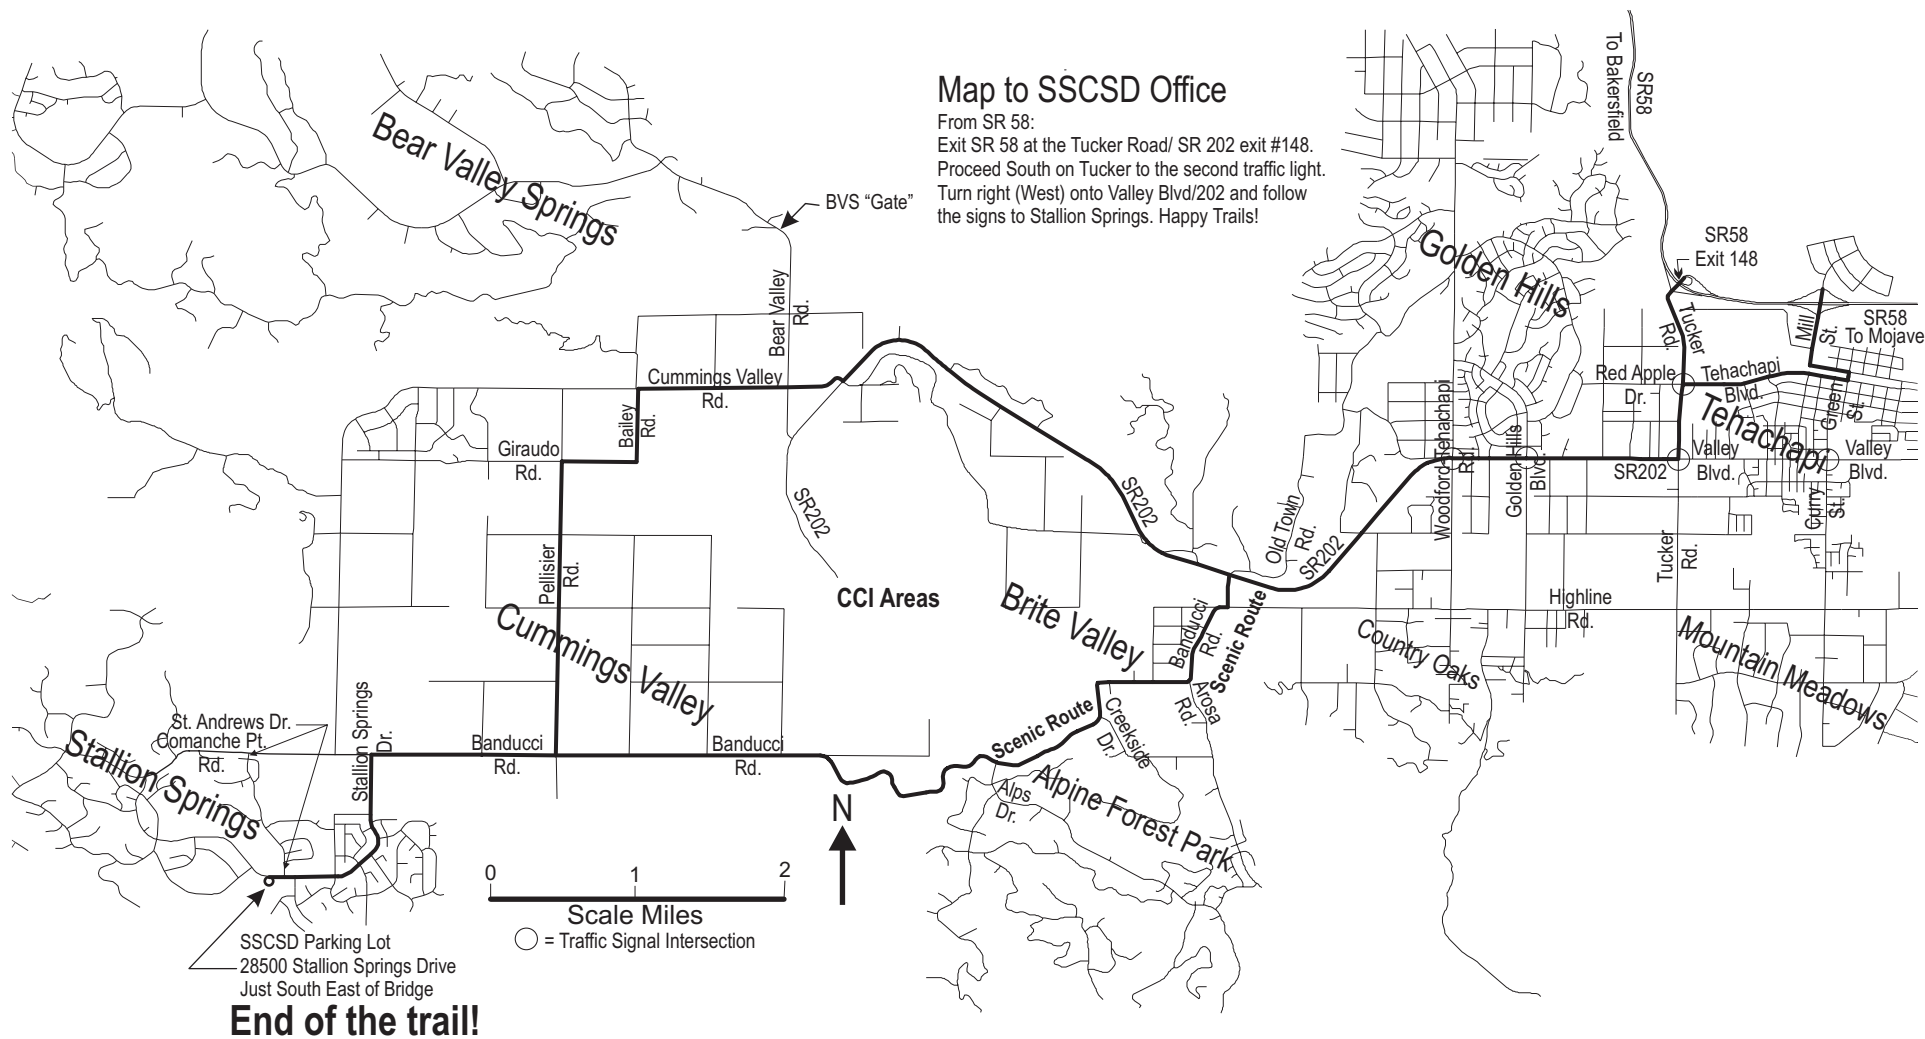 Map to SSCSD Office
From SR 58:
Exit SR 58 at the Tucker Road/ SR 202 exit #148.
Proceed South on Tucker to the second traffic light.
Turn right (West) onto Valley Blvd/202 and follow
the signs to Stallion Springs. Happy Trails!
To Bakersfield
SR58
Bear Valley Springs
BVS "Gate"
Golden Hills
SR58
Exit 148
Bear Valley
Rd.
Tucker
Rd.
Mill
St.
SR58
To Mojave
Cummings Valley
Rd.
Red Apple
Dr.
Tehachapi
Blvd.
Tehachapi
Green
St.
Bailey
Rd.
Giraudo
Rd.
Woodford-Tehachapi
Rd.
Golden Hills
Blvd.
SR202
Valley
Blvd.
Valley
Blvd.
Curry
St.
SR202
SR202
Old Town
Rd.
SR202
Tucker
Rd.
Pellisier
Rd.
CCI Areas
Brite Valley
Banducci
Rd.
Scenic Route
Highline
Rd.
Cummings Valley
Country Oaks
Mountain Meadows
Arosa
Rd.
Creekside
Dr.
Scenic Route
St. Andrews Dr.
Comanche Pt.
Rd.
Stallion Springs
Dr.
Banducci
Rd.
Banducci
Rd.
Stallion Springs
Alps
Dr.
Alpine Forest Park
N
0 1 2
Scale Miles
= Traffic Signal Intersection
SSCSD Parking Lot
28500 Stallion Springs Drive
Just South East of Bridge
End of the trail!